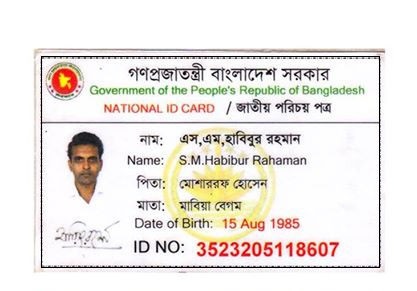 গণপ্রজাতন্ত্রী বাংলাদেশ সরকার
Government of the People's Republic of Bangladesh
NATIONAL ID CARD / জাতীয় পরিচয় পত্র
নাম: এস,এম,হাবিবুর রহমান
Name: S.M.Habibur Rahaman
পিতা: মোশাররফ হোসেন
মাতা: মাবিয়া বেগম
Date of Birth: 15 Aug 1985
ID NO: 3523205118607